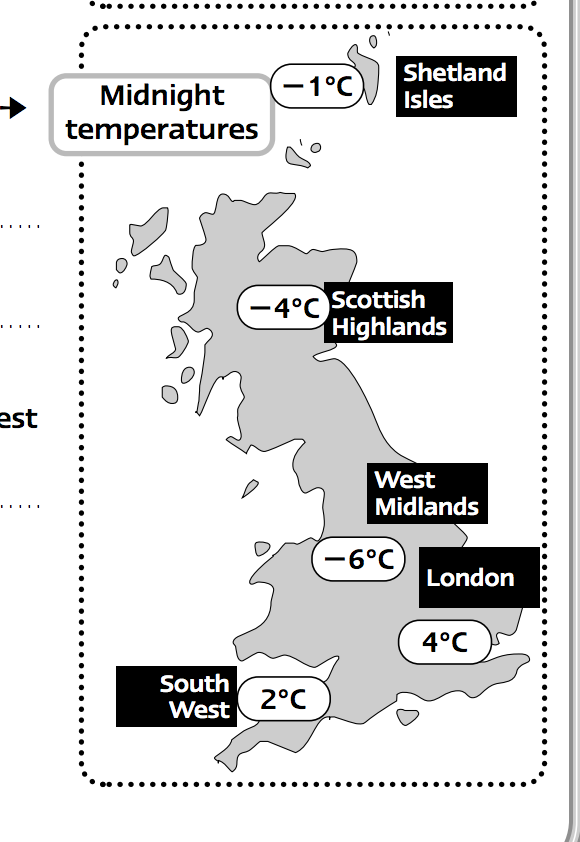 Midnight
temperatures
−1°C
Shetland
Isles
−4°C
Scottish
Highlands
est
West
Midlands
−6°C
London
4°C
South
West
2°C